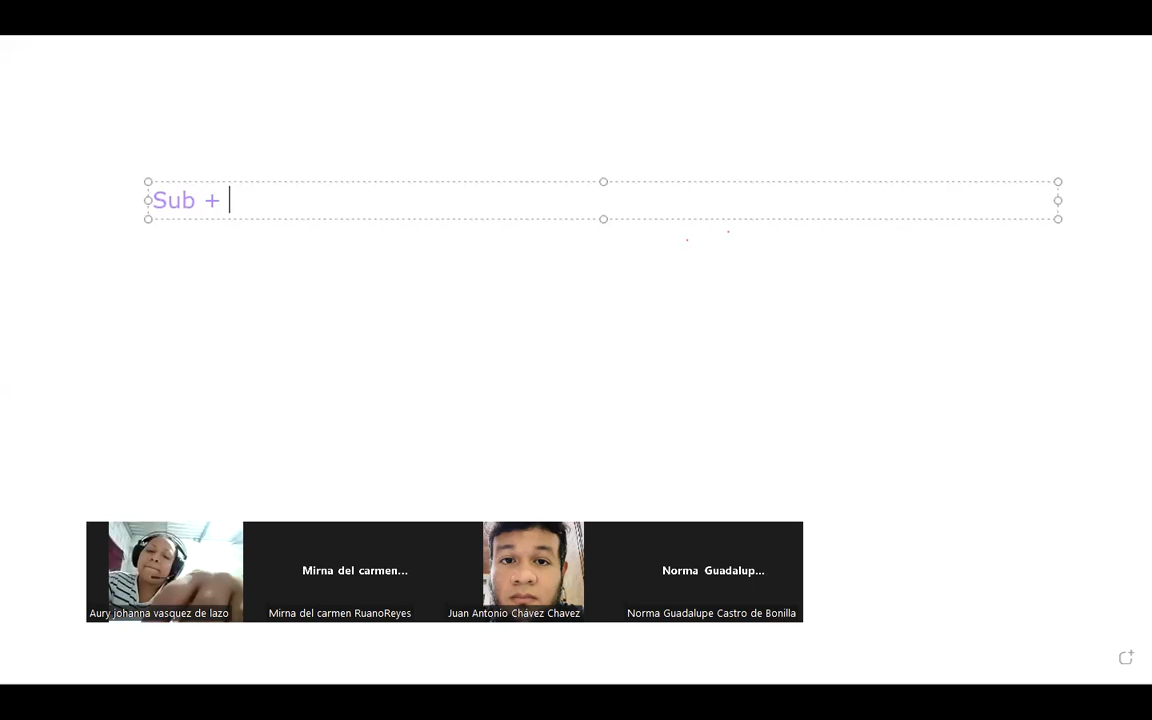 Sub +
Mirna del carmen...
Norma Guadalup...
Aury johanna vasquez de lazo
Mirna del carmen RuanoReyes
Juan Antonio Chávez Chavez
Norma Guadalupe Castro de Bonilla